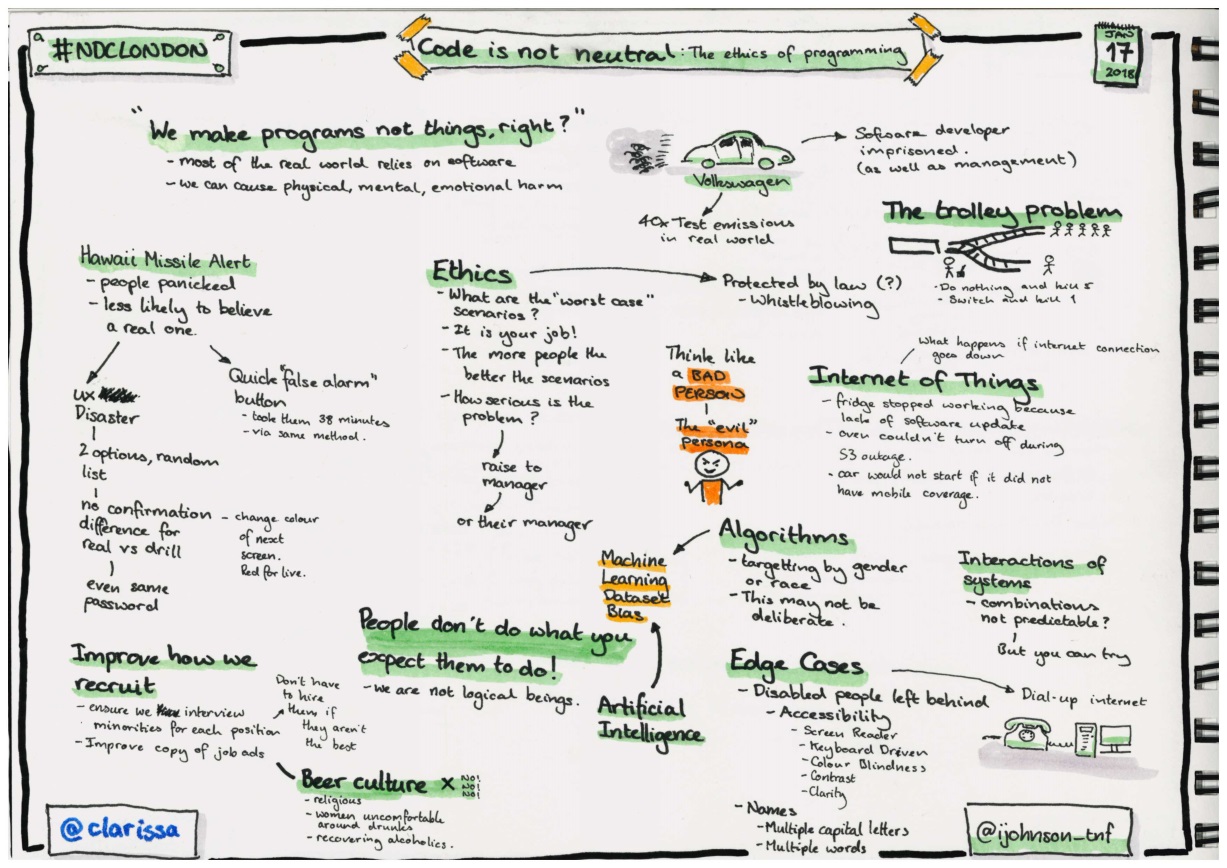 #NDCLONDON
Code is not neutral: The ethics of programming
JAN
17
2018
"We make programs not things, right?"
- most of the real world relies on software
- we can cause physical, mental, emotional harm
Volkswagen
Software developer
imprisoned.
(as well as management)
40x Test emissions
in real world
The trolley problem
- Do nothing and kill 5
- Switch and kill 1
Hawaii Missile Alert
- people panicked
- less likely to believe
a real one.
UX
Disaster
2 options, random
list
no confirmation
difference for
real vs drill
- change colour
of next
screen.
Red for live.
even same
password
Quick "false alarm"
button
- took them 38 minutes
- via same method.
Ethics
- What are the "worst case"
scenarios?
- It is your job!
- The more people the
better the scenarios
- How serious is the
problem?
raise to
manager
or their manager
Protected by law (?)
- Whistleblowing
Think like
a BAD
PERSON
The "evil"
persona
What happens if internet connection
goes down
Internet of Things
- fridge stopped working because
lack of software update
- oven couldn't turn off during
S3 outage.
- car would not start if it did not
have mobile coverage.
Algorithms
- targetting by gender
or race
- This may not be
deliberate.
Machine
Learning
Dataset
Bias
Artificial
Intelligence
Interactions of
systems
- combinations
not predictable?
But you can try
People don't do what you
expect them to do!
- we are not logical beings.
Improve how we
recruit
- ensure we interview
minorities for each position
- Improve copy of job ads
Don't have
to hire
them if
they aren't
the best
Beer culture x NO!
NO!
NO!
- religious
- women uncomfortable
around drunks
- recovering alcoholics.
Edge Cases
- Disabled people left behind
- Accessibility
- Screen Reader
- Keyboard Driven
- Colour Blindness
- Contrast
- Clarity
- Names
- Multiple capital letters
- Multiple words
Dial-up internet
@clarissa
@ijohnson_tnf